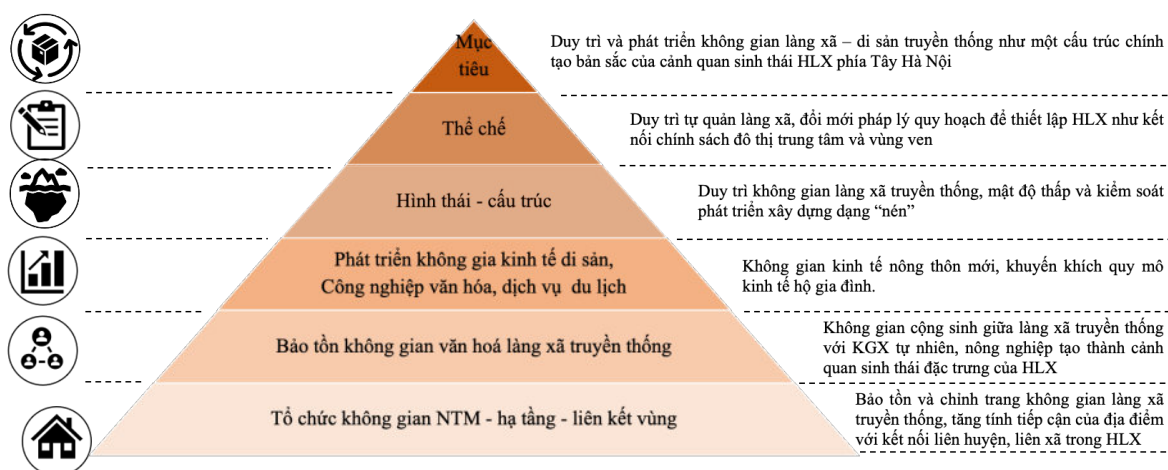 Mục
tiêu
Duy trì và phát triển không gian làng xã – di sản truyền thống như một cấu trúc chính
tạo bản sắc của cảnh quan sinh thái HLX phía Tây Hà Nội
Thể chế
Duy trì tự quản làng xã, đổi mới pháp lý quy hoạch để thiết lập HLX như kết
nối chính sách đô thị trung tâm và vùng ven
Hình thái - cấu trúc
Duy trì không gian làng xã truyền thống, mật độ thấp và kiểm soát
phát triển xây dựng dạng “nén”
Phát triển không gia kinh tế di sản,
Công nghiệp văn hóa, dịch vụ du lịch
Không gian kinh tế nông thôn mới, khuyến khích quy mô
kinh tế hộ gia đình.
Bảo tồn không gian văn hoá làng xã truyền thống
Không gian cộng sinh giữa làng xã truyền thống
với KGX tự nhiên, nông nghiệp tạo thành cảnh
quan sinh thái đặc trưng của HLX
Tổ chức không gian NTM - hạ tầng - liên kết vùng
Bảo tồn và chỉnh trang không gian làng xã
truyền thống, tăng tính tiếp cận của địa điểm
với kết nối liên huyện, liên xã trong HLX